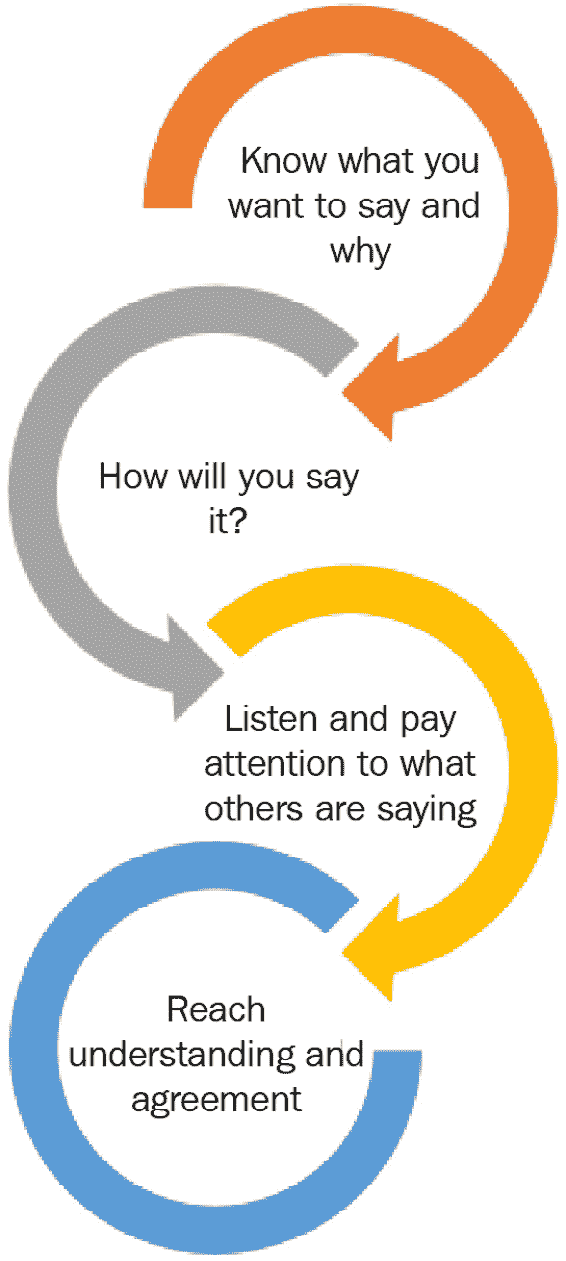 Know what you
want to say and
why
How will you say
it?
Listen and pay
attention to what
others are saying
Reach
understanding and
agreement